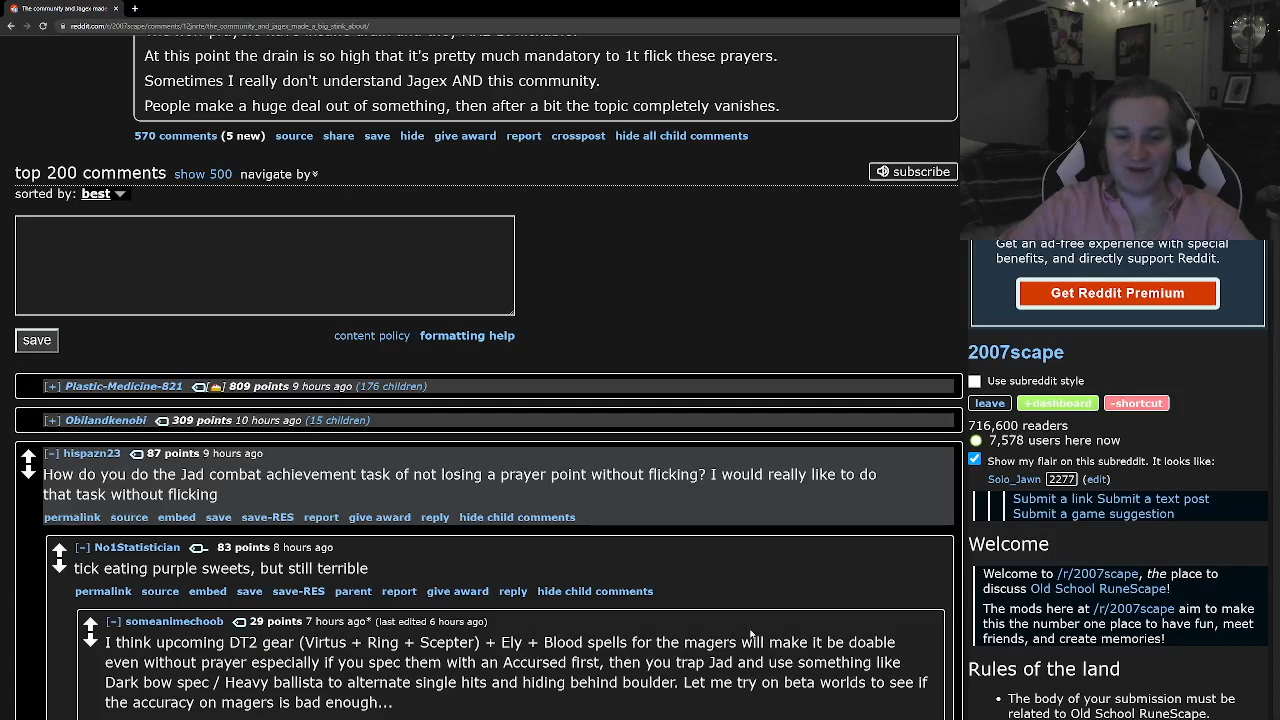 The community and Jagex made
reddit.com/r/2007scape/comments/12jnrte/the_community_and_jagex_made_a_big_stink_about/
At this point the drain is so high that it's pretty much mandatory to 1t flick these prayers.
Sometimes I really don't understand Jagex AND this community.
People make a huge deal out of something, then after a bit the topic completely vanishes.
570 comments (5 new) source share save hide give award report crosspost hide all child comments
top 200 comments show 500 navigate by
subscribe
sorted by: best
content policy formatting help
save
[+] Plastic-Medicine-821 809 points 9 hours ago (176 children)
[+] Obilandkenobi 309 points 10 hours ago (15 children)
[–] hispazn23 87 points 9 hours ago
How do you do the Jad combat achievement task of not losing a prayer point without flicking? I would really like to do
that task without flicking
permalink source embed save save-RES report give award reply hide child comments
[–] No1Statistician 83 points 8 hours ago
tick eating purple sweets, but still terrible
permalink source embed save save-RES parent report give award reply hide child comments
[–] someanimechoob 29 points 7 hours ago* (last edited 6 hours ago)
I think upcoming DT2 gear (Virtus + Ring + Scepter) + Ely + Blood spells for the magers will make it be doable
even without prayer especially if you spec them with an Accursed first, then you trap Jad and use something like
Dark bow spec / Heavy ballista to alternate single hits and hiding behind boulder. Let me try on beta worlds to see if
the accuracy on magers is bad enough...
Get an ad-free experience with special
benefits, and directly support Reddit.
Get Reddit Premium
2007scape
Use subreddit style
leave +dashboard -shortcut
716,600 readers
7,578 users here now
Show my flair on this subreddit. It looks like:
Solo_Jawn 2277 (edit)
Submit a link Submit a text post
Submit a game suggestion
Welcome
Welcome to /r/2007scape, the place to
discuss Old School RuneScape!
The mods here at /r/2007scape aim to make
this the number one place to have fun, meet
friends, and create memories!
Rules of the land
• The body of your submission must be
related to Old School RuneScape.